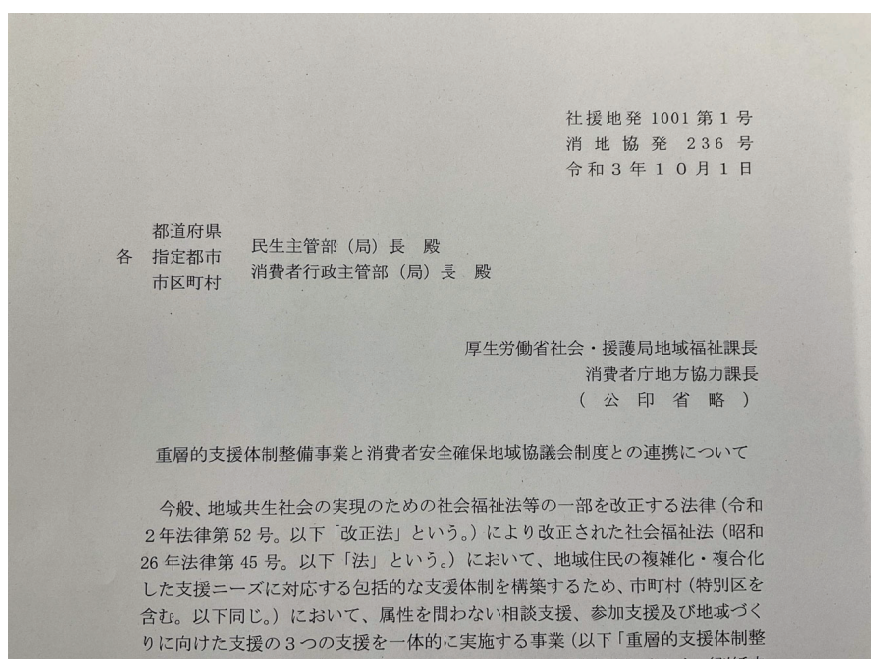 社援地発 1001 第1号
消地協発 236 号
令和3年10月1日
都道府県
各 指定都市
市区町村
民生主管部（局）長 殿
消費者行政主管部（局）長 殿
厚生労働省社会・援護局地域福祉課長
消費者庁地方協力課長
（公印省略）
重層的支援体制整備事業と消費者安全確保地域協議会制度との連携について
今般、地域共生社会の実現のための社会福祉法等の一部を改正する法律（令和
2年法律第52号。以下「改正法」という。）により改正された社会福祉法（昭和
26年法律第45号。以下「法」という。）において、地域住民の複雑化・複合化
した支援ニーズに対応する包括的な支援体制を構築するため、市町村（特別区を
含む。以下同じ。）において、属性を問わない相談支援、参加支援及び地域づく
りに向けた支援の3つの支援を一体的に実施する事業（以下「重層的支援体制整